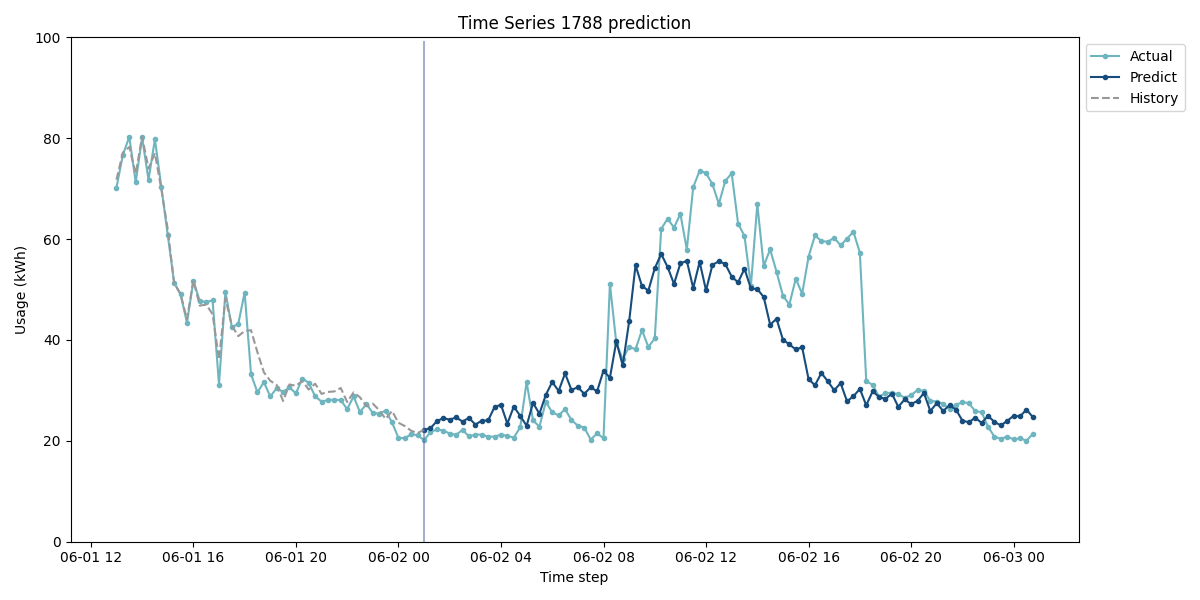 Time Series 1788 prediction
100
80
60
40
20
0
Usage (kWh)
06-01 12
06-01 16
06-01 20
06-02 00
06-02 04
06-02 08
06-02 12
06-02 16
06-02 20
06-03 00
Time step
Actual
Predict
History